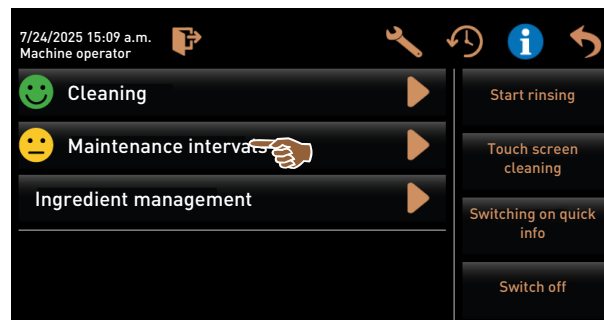 7/24/2025 15:09 a.m.
Machine operator
i
Cleaning
Maintenance intervals
Ingredient management
Start rinsing
Touch screen
cleaning
Switching on quick
info
Switch off